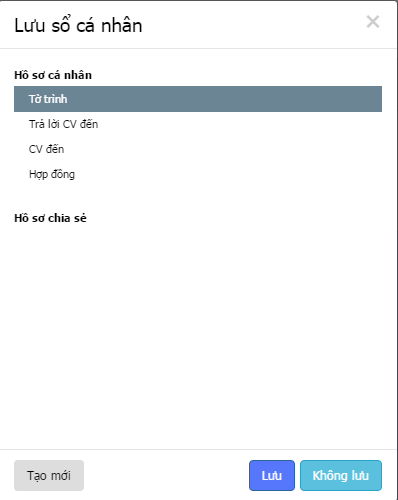 Lưu sổ cá nhân
Hồ sơ cá nhân
Tờ trình
Trả lời CV đến
CV đến
Hợp đồng
Hồ sơ chia sẻ
Tạo mới
Lưu
Không lưu